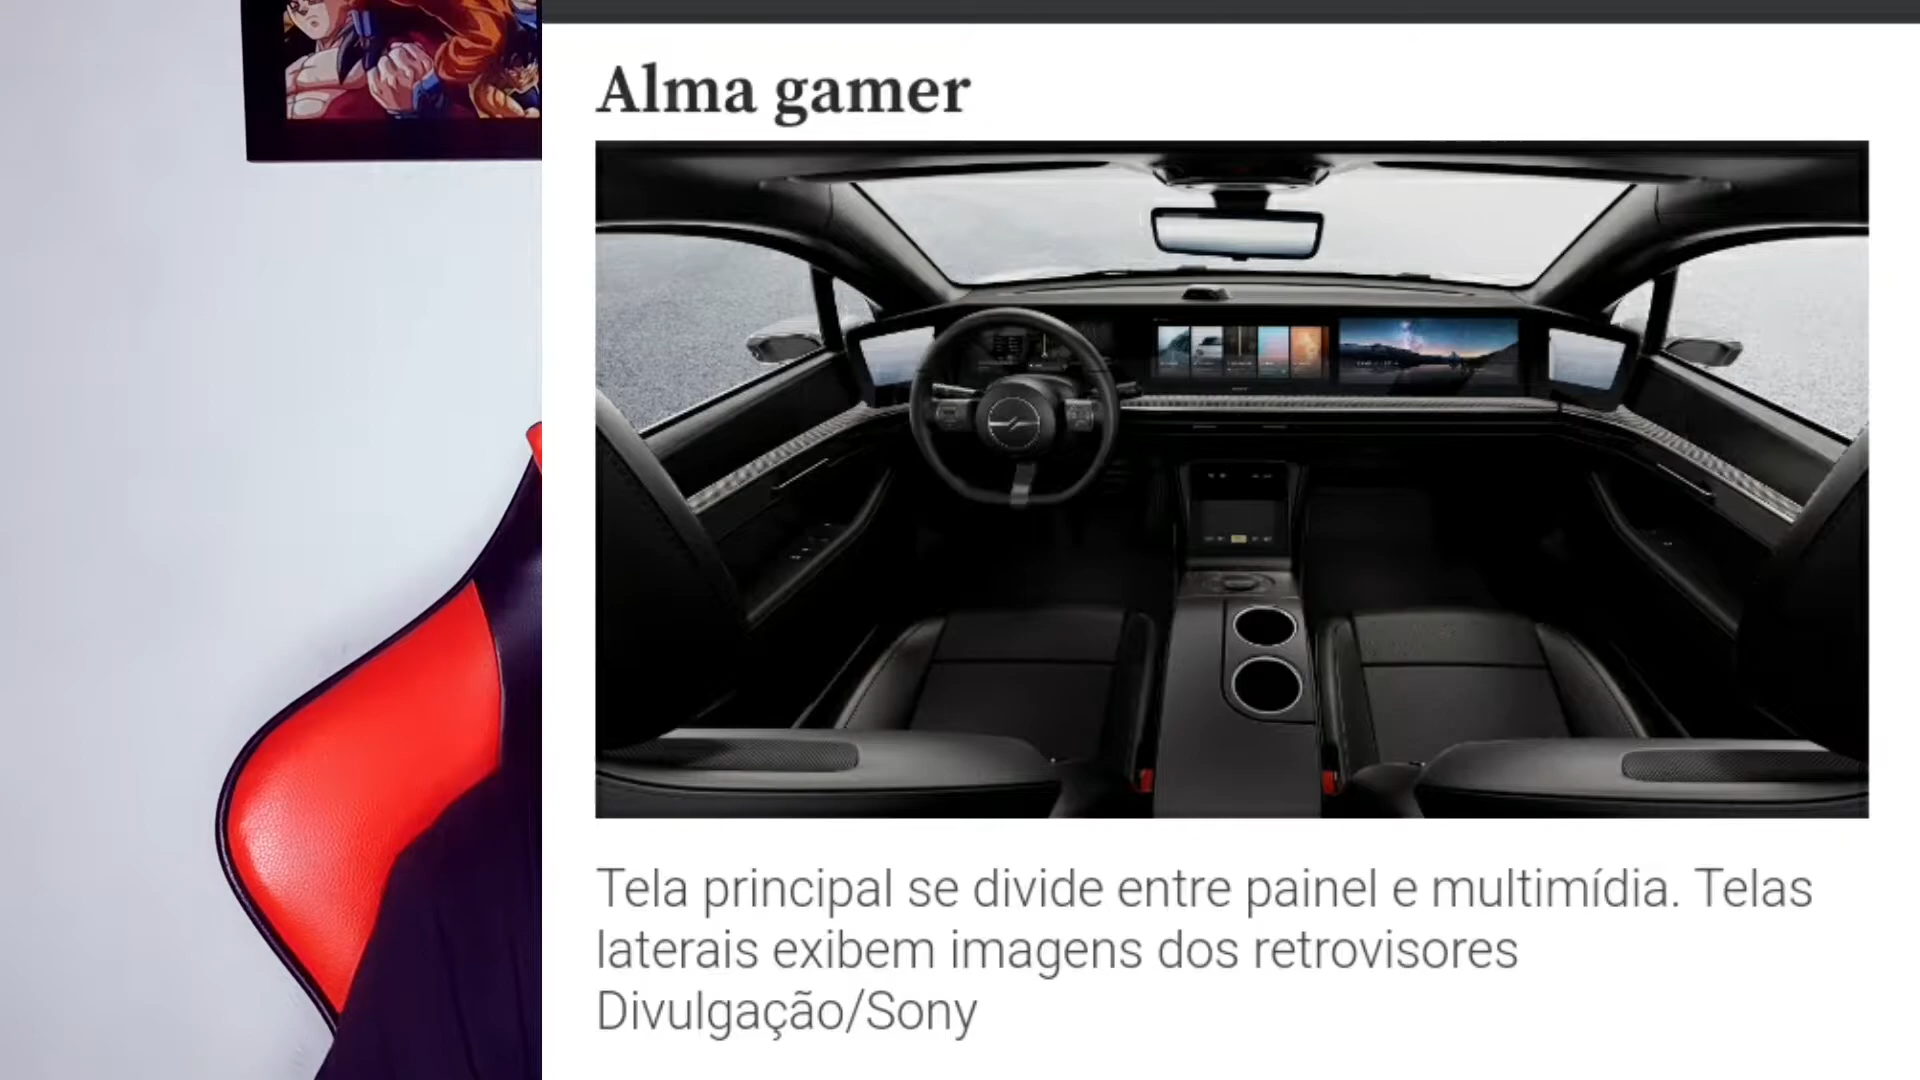 Alma gamer
Tela principal se divide entre painel e multimídia. Telas
laterais exibem imagens dos retrovisores
Divulgação/Sony